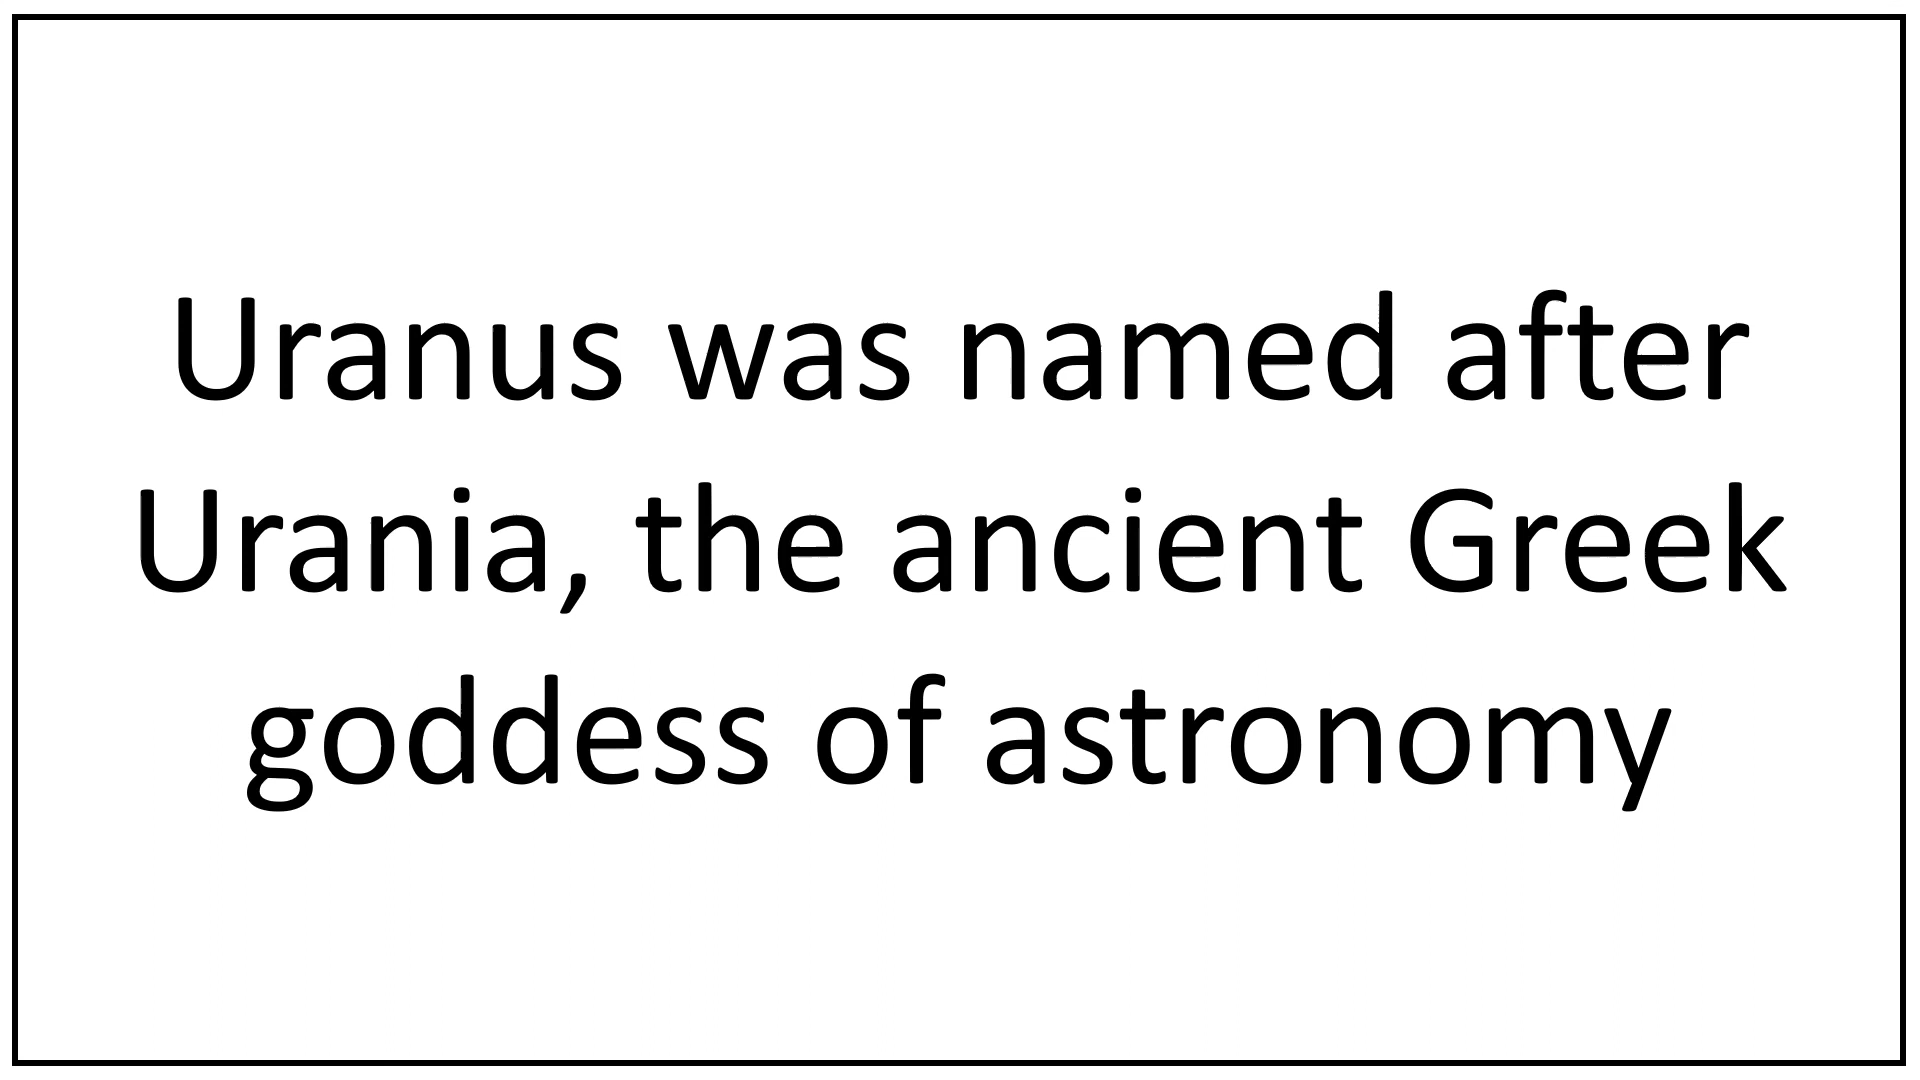 Uranus was named after
Urania, the ancient Greek
goddess of astronomy